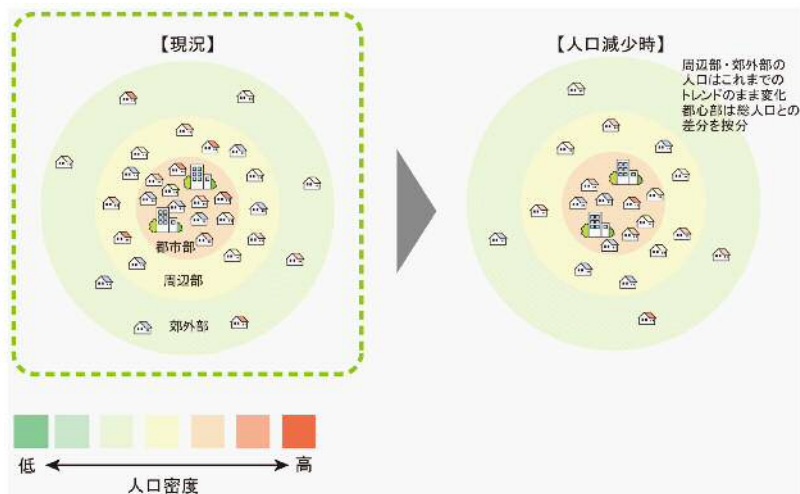 【現況】
都市部
周辺部
郊外部
【人口減少時】
周辺部・郊外部の
人口はこれまでの
トレンドのまま変化
都心部は総人口との
差分を按分
低
高
人口密度